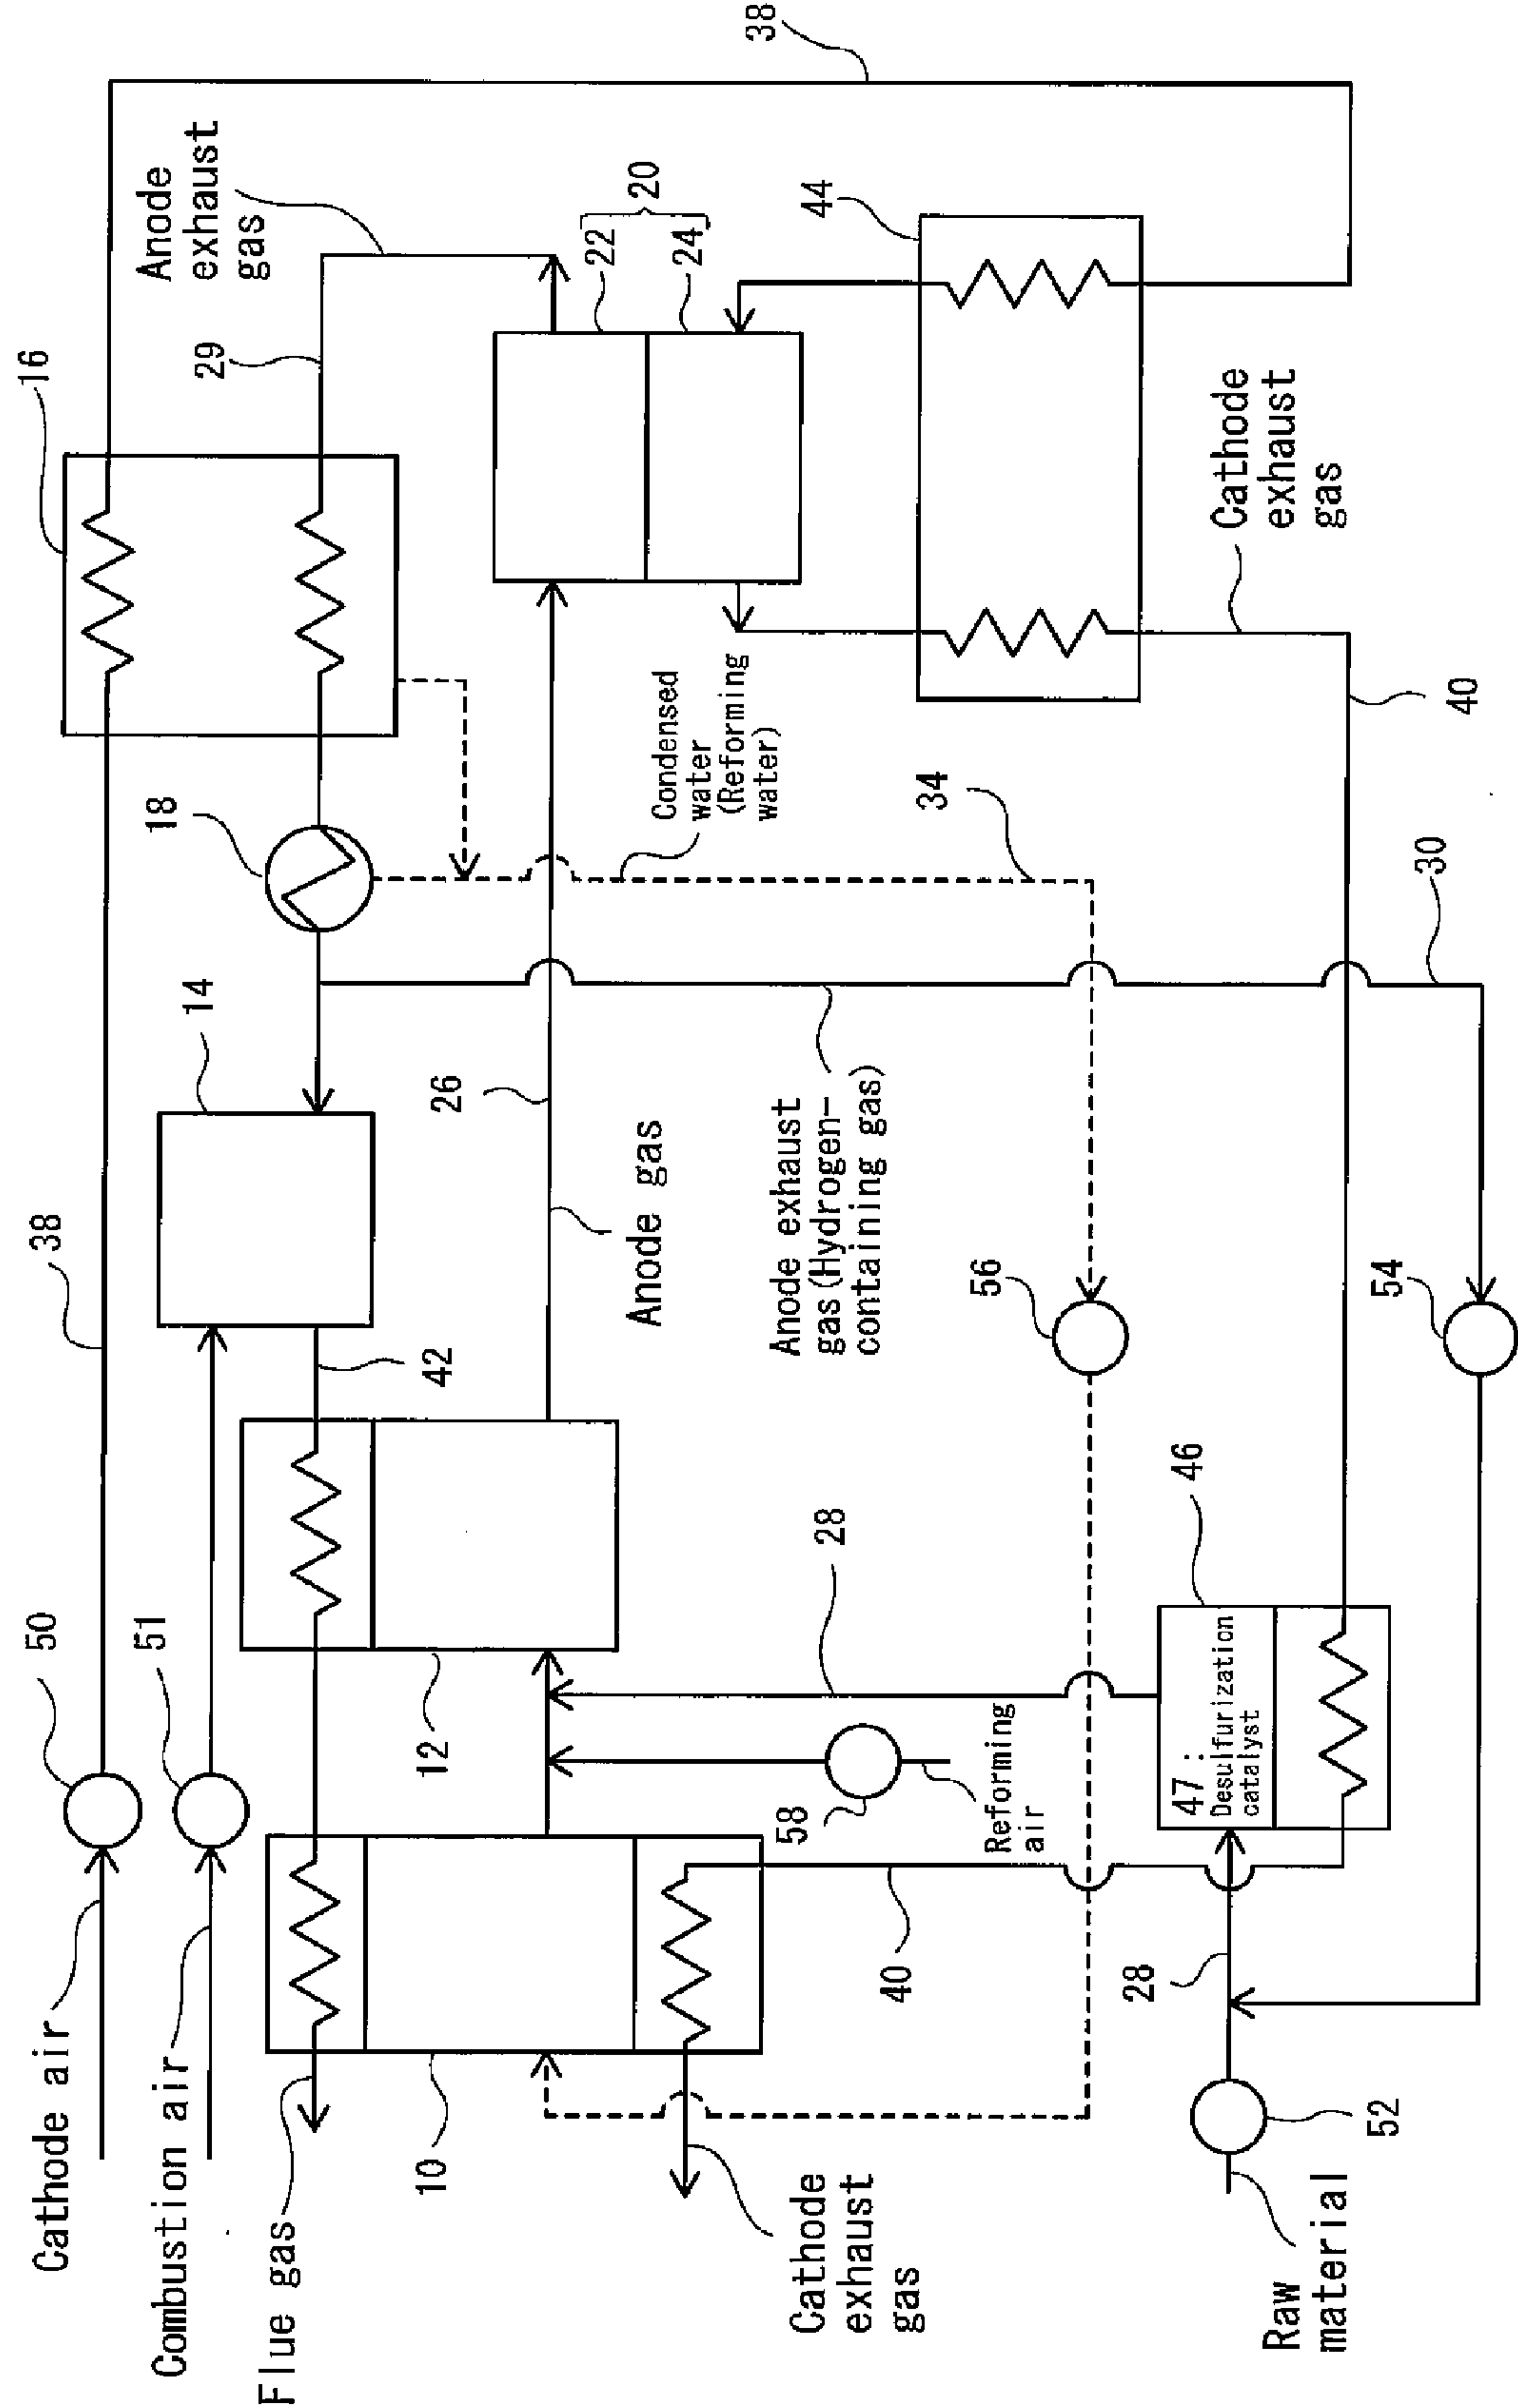 Cathode air
50
38
16
38
Combustion air
51
14
18
29
Anode
exhaust
gas
Flue gas
42
10
12
26
Anode gas
22
24
20
Condensed
water
(Reforming
water)
44
Cathode
exhaust
gas
58
Reforming
air
28
Anode exhaust
gas(Hydrogen-
containing gas)
34
40
56
Cathode
exhaust
gas
47:
Desulfurization
catalyst
46
28
40
30
54
Raw
material
52